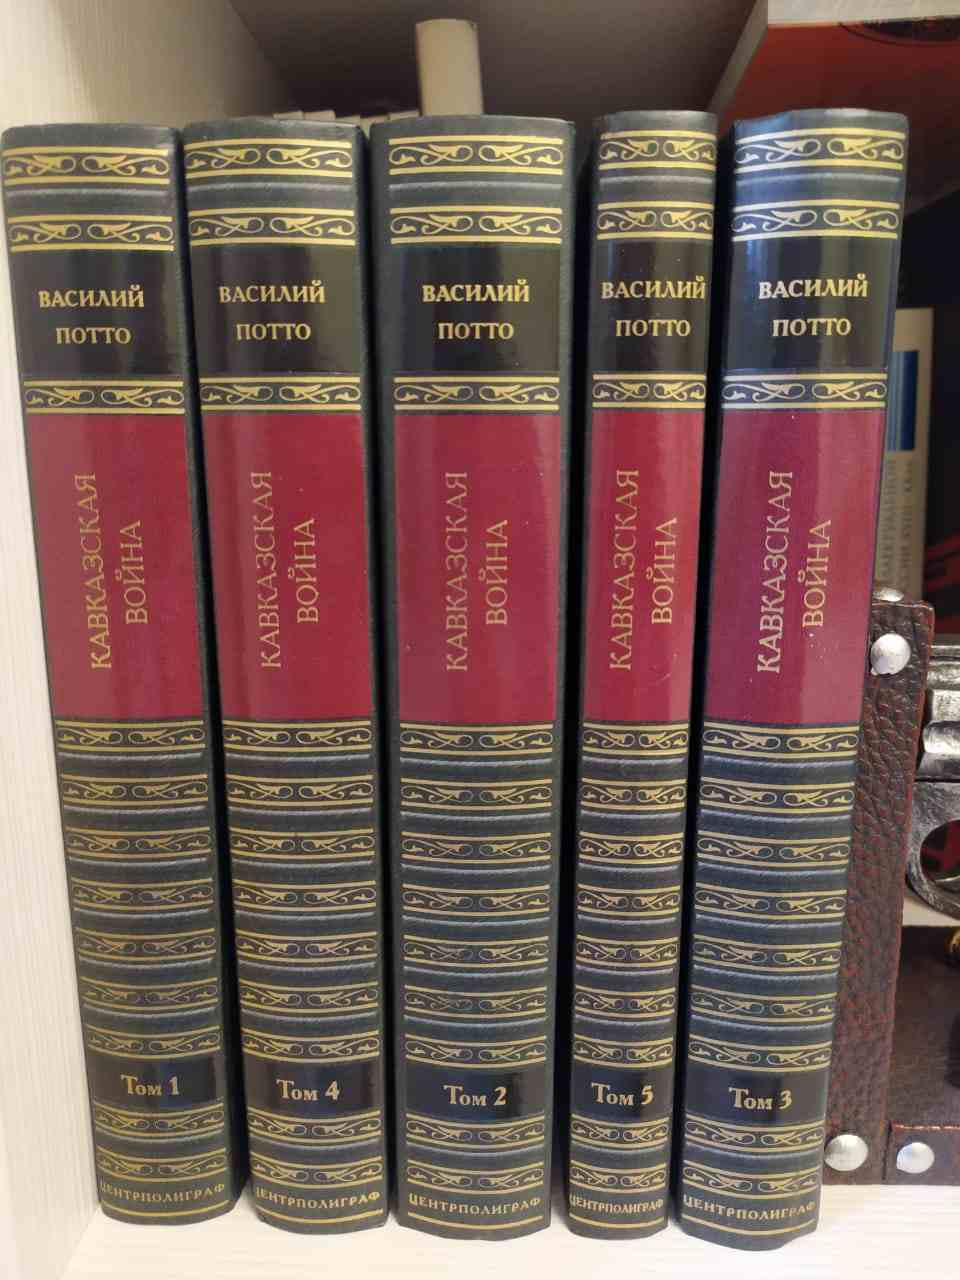 ВАСИЛИЙ
ПОТТО
КАВКАЗСКАЯ
ВОЙНА
Том 1
ЦЕНТРПОЛИГРАФ
ВАСИЛИЙ
ПОТТО
КАВКАЗСКАЯ
ВОЙНА
Том 4
ЦЕНТРПОЛИГРАФ
ВАСИЛИЙ
ПОТТО
КАВКАЗСКАЯ
ВОЙНА
Том 2
ЦЕНТРПОЛИГРАФ
ВАСИЛИЙ
ПОТТО
КАВКАЗСКАЯ
ВОЙНА
Том 5
ЦЕНТРПОЛИГРАФ
ВАСИЛИЙ
ПОТТО
КАВКАЗСКАЯ
ВОЙНА
Том 3
ЦЕНТРПОЛИГРАФ